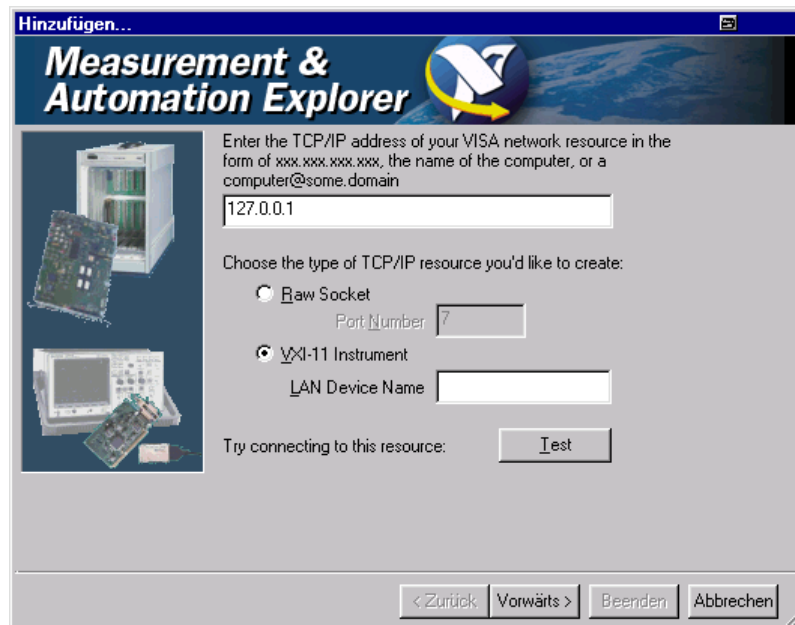 Hinzufügen...
Measurement &
Automation Explorer
Enter the TCP/IP address of your VISA network resource in the
form of xxx.xxx.xxx.xxx, the name of the computer, or a
computer@some.domain
127.0.0.1
Choose the type of TCP/IP resource you'd like to create:
Raw Socket
Port Number 7
VXI-11 Instrument
LAN Device Name
Try connecting to this resource: Test
< Zurück Vorwärts > Beenden Abbrechen